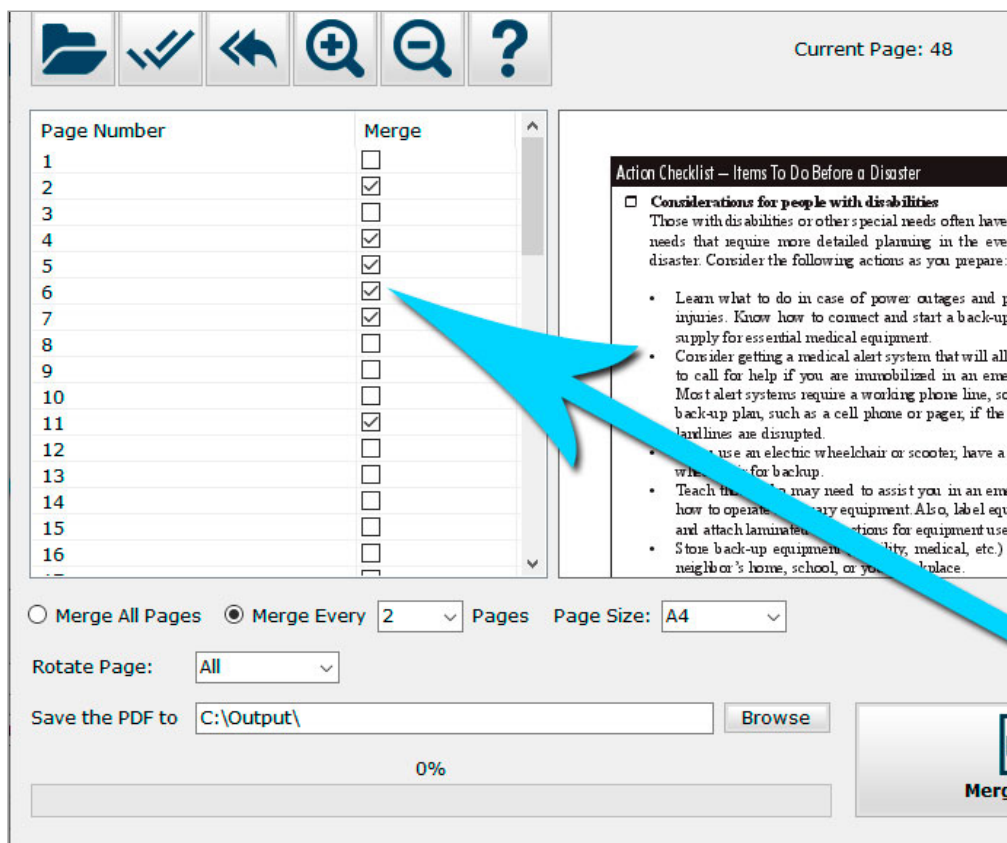 Current Page: 48
Page Number Merge
1
2
3
4
5
6
7
8
9
10
11
12
13
14
15
16
Action Checklist – Items To Do Before a Disaster
Considerations for people with disabilities
Those with disabilities or other special needs often have
needs that require more detailed planning in the eve
disaster. Consider the following actions as you prepare:
• Learn what to do in case of power outages and p
injuries. Know how to connect and start a back-up
supply for essential medical equipment.
• Consider getting a medical alert system that will all
to call for help if you are immobilized in an eme
Most alert systems require a working phone line, so
back-up plan, such as a cell phone or pager, if the
landlines are disrupted.
use an electric wheelchair or scooter, have a
for backup.
• Teach may need to assist you in an eme
how to operate equipment. Also, label equ
and attach laminated for equipment use
• Store back-up equipment medical, etc.)
neighbor's home, school, or
Merge All Pages Merge Every 2 Pages Page Size: A4
Rotate Page: All
Save the PDF to C:\Output\ Browse
0%
Merg